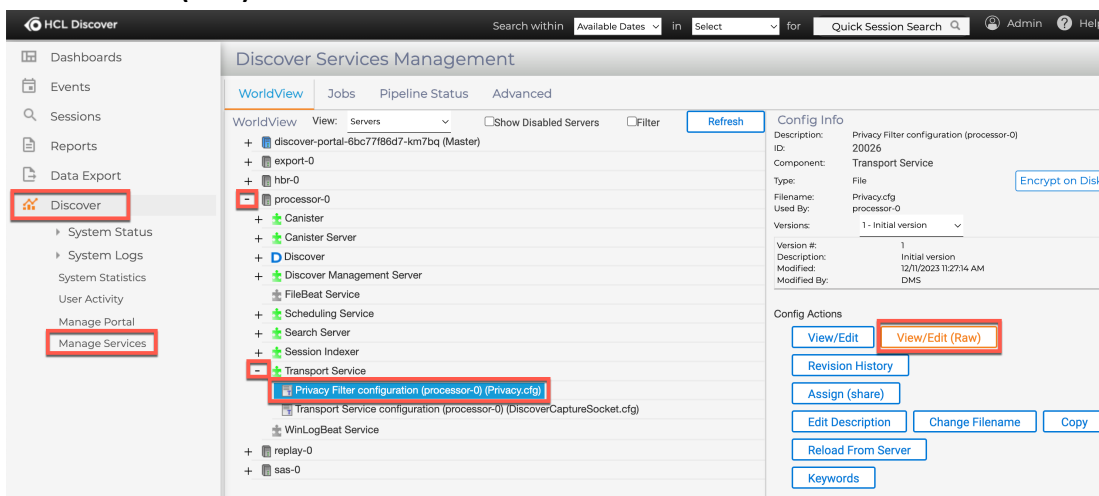 HCL Discover
Search within Available Dates in Select for Quick Session Search Admin ? Help
Dashboards
Events
Sessions
Reports
Data Export
Discover
System Status
System Logs
System Statistics
User Activity
Manage Portal
Manage Services
Discover Services Management
WorldView Jobs Pipeline Status Advanced
WorldView View: Servers Show Disabled Servers Filter Refresh
+ discover-portal-6bc77f86d7-km7bq (Master)
+ export-0
+ hbr-0
- processor-0
+ Canister
+ Canister Server
+ D Discover
+ Discover Management Server
FileBeat Service
+ Scheduling Service
+ Search Server
+ Session Indexer
- Transport Service
Privacy Filter configuration (processor-0) (Privacy.cfg)
Transport Service configuration (processor-0) (DiscoverCaptureSocket.cfg)
WinLogBeat Service
+ replay-0
+ sas-0
Config Info
Description: Privacy Filter configuration (processor-0)
ID: 20026
Component: Transport Service
Type: File Encrypt on Disk
Filename: Privacy.cfg
Used By: processor-0
Versions: 1 - Initial version
Version #: 1
Description: Initial version
Modified: 12/11/2023 11:27:14 AM
Modified By: DMS
Config Actions
View/Edit View/Edit (Raw)
Revision History
Assign (share)
Edit Description Change Filename Copy
Reload From Server
Keywords